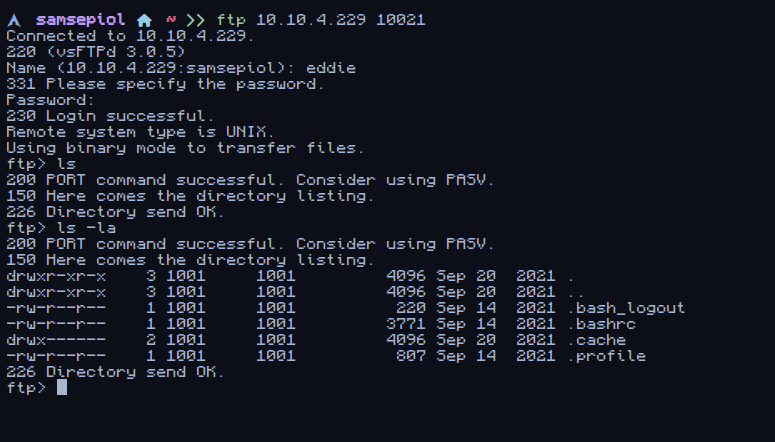 samsepiol ~ >> ftp 10.10.4.229 10021
Connected to 10.10.4.229.
220 (vsFTPd 3.0.5)
Name (10.10.4.229:samsepiol): eddie
331 Please specify the password.
Password:
230 Login successful.
Remote system type is UNIX.
Using binary mode to transfer files.
ftp> ls
200 PORT command successful. Consider using PASV.
150 Here comes the directory listing.
226 Directory send OK.
ftp> ls -la
200 PORT command successful. Consider using PASV.
150 Here comes the directory listing.
drwxr-xr-x    3 1001     1001         4096 Sep 20  2021 .
drwxr-xr-x    3 1001     1001         4096 Sep 20  2021 ..
-rw-r--r--    1 1001     1001          220 Sep 14  2021 .bash_logout
-rw-r--r--    1 1001     1001         3771 Sep 14  2021 .bashrc
drwx------    2 1001     1001         4096 Sep 20  2021 .cache
-rw-r--r--    1 1001     1001          807 Sep 14  2021 .profile
226 Directory send OK.
ftp>